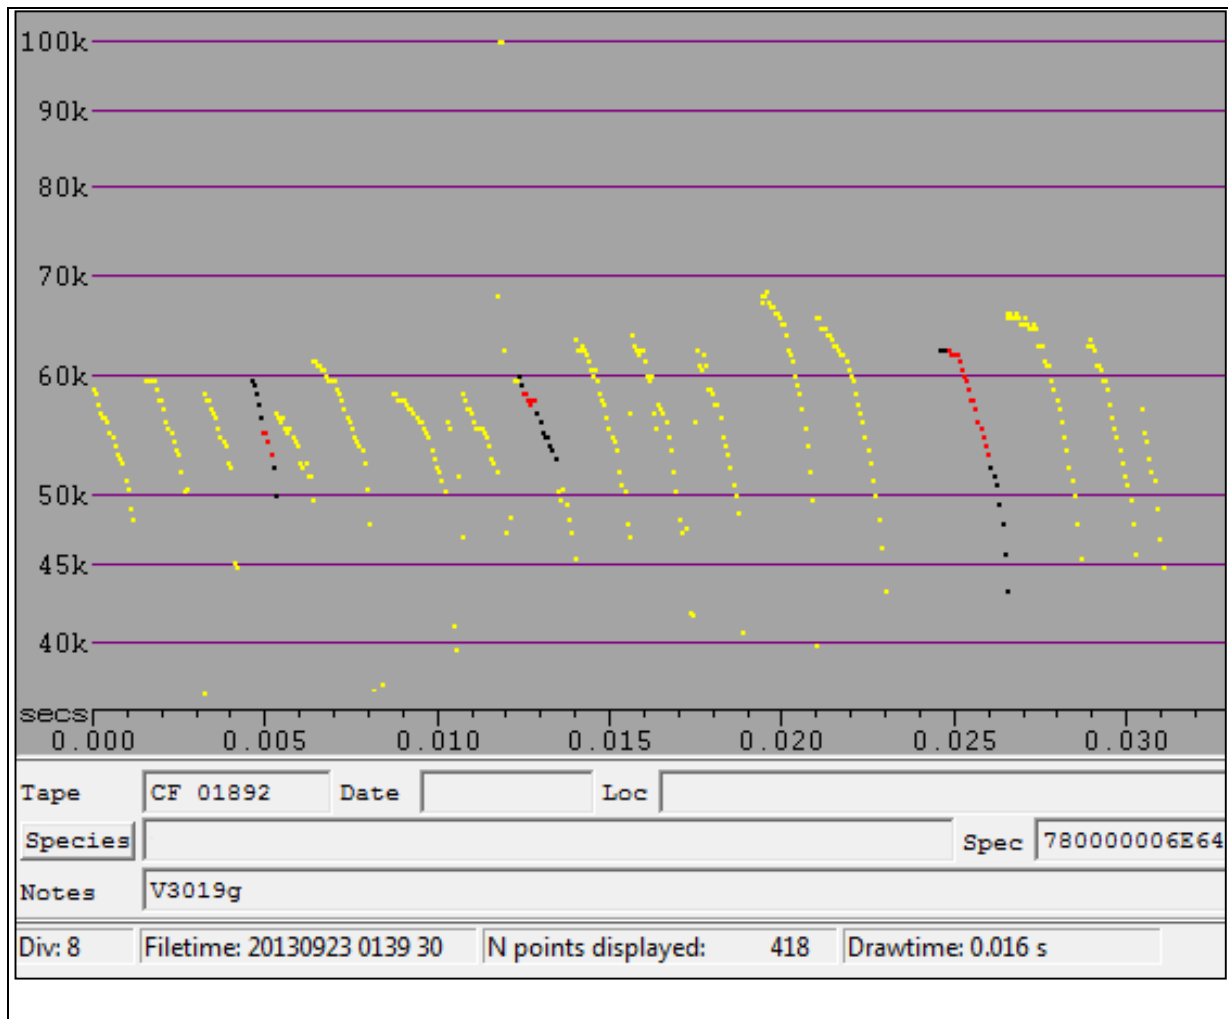 100k
90k
80k
70k
60k
50k
45k
40k
secs
0.000 0.005 0.010 0.015 0.020 0.025 0.030
Tape CF 01892 Date Loc
Species Spec 780000006E64
Notes V3019g
Div: 8 Filetime: 20130923 0139 30 N points displayed: 418 Drawtime: 0.016 s